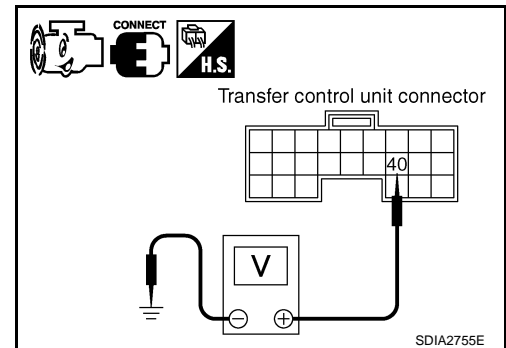 CONNECT
H.S.
Transfer control unit connector
40
V
− +
SDIA2755E